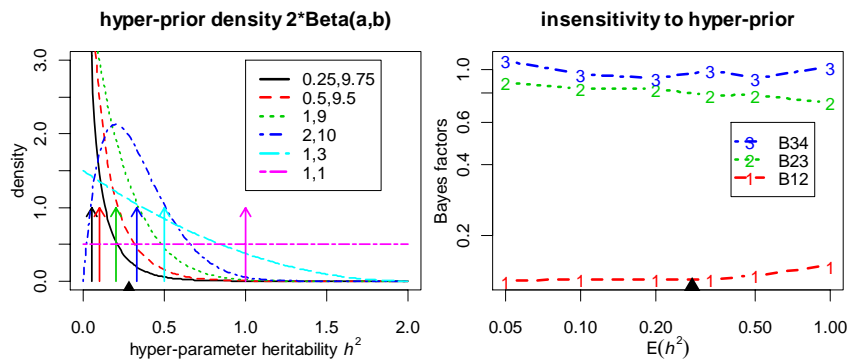 hyper-prior density 2*Beta(a,b)
density
0.0 1.0 2.0 3.0
0.25,9.75
0.5,9.5
1,9
2,10
1,3
1,1
0.0 0.5 1.0 1.5 2.0
hyper-parameter heritability h²
insensitivity to hyper-prior
Bayes factors
0.2 0.4 0.6 1.0
3 3 3 3 3 3
2 2 2 2 2 2
1 1 1 1 1 1
3 B34
2 B23
1 B12
0.05 0.10 0.20 0.50 1.00
E(h²)